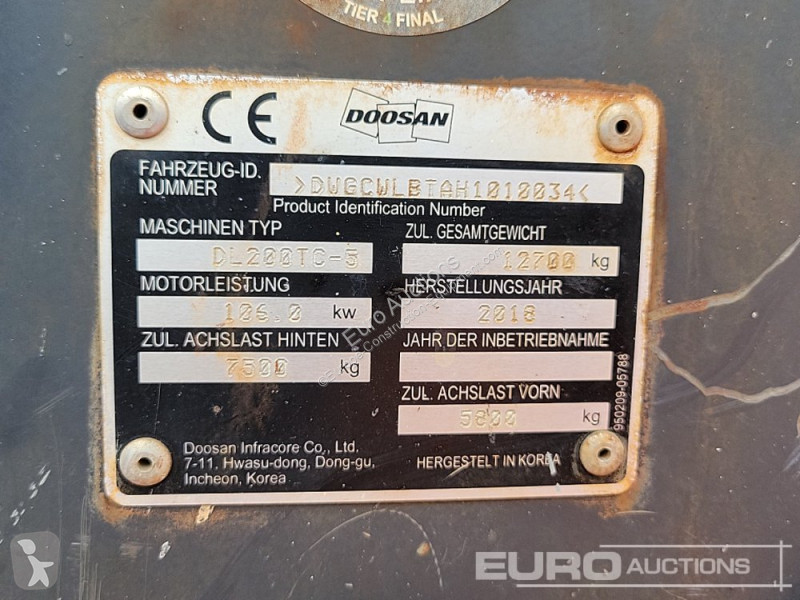 TIER 4 FINAL
CE
DOOSAN
FAHRZEUG-ID.
NUMMER
>DWGCWLBTAH1010034<
Product Identification Number
MASCHINEN TYP
DL200TC-5
ZUL. GESAMTGEWICHT
12700 kg
MOTORLEISTUNG
106.0 kw
HERSTELLUNGSJAHR
2018
ZUL. ACHSLAST HINTEN
7500 kg
JAHR DER INBETRIEBNAHME
ZUL. ACHSLAST VORN
5800 kg
950209-05788
Doosan Infracore Co., Ltd.
7-11, Hwasu-dong, Dong-gu,
Incheon, Korea
HERGESTELT IN KOREA
Euro Auctions
EURO AUCTIONS